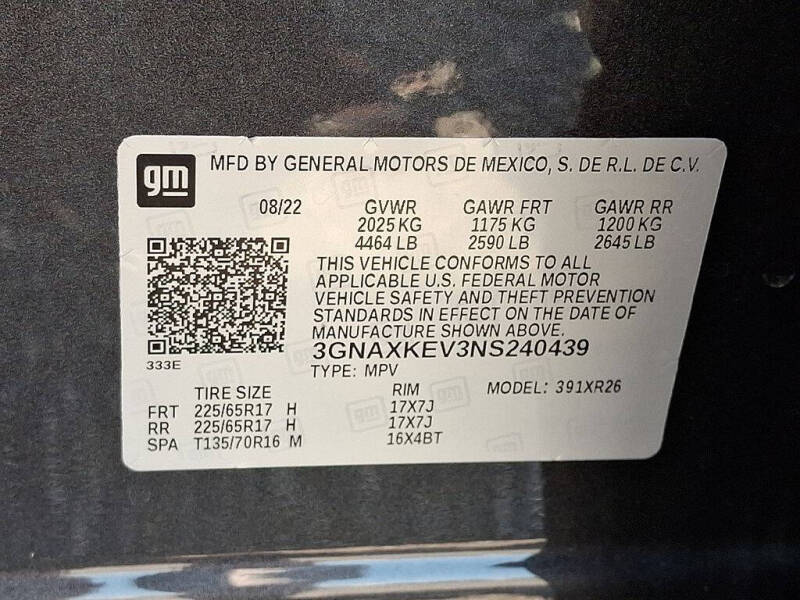 gm MFD BY GENERAL MOTORS DE MEXICO, S. DE R.L. DE C.V.
08/22 GVWR GAWR FRT GAWR RR
2025 KG 1175 KG 1200 KG
4464 LB 2590 LB 2645 LB
THIS VEHICLE CONFORMS TO ALL
APPLICABLE U.S. FEDERAL MOTOR
VEHICLE SAFETY AND THEFT PREVENTION
STANDARDS IN EFFECT ON THE DATE OF
MANUFACTURE SHOWN ABOVE.
3GNAXKEV3NS240439
333E
TYPE: MPV
TIRE SIZE RIM MODEL: 391XR26
FRT 225/65R17 H 17X7J
RR 225/65R17 H 17X7J
SPA T135/70R16 M 16X4BT